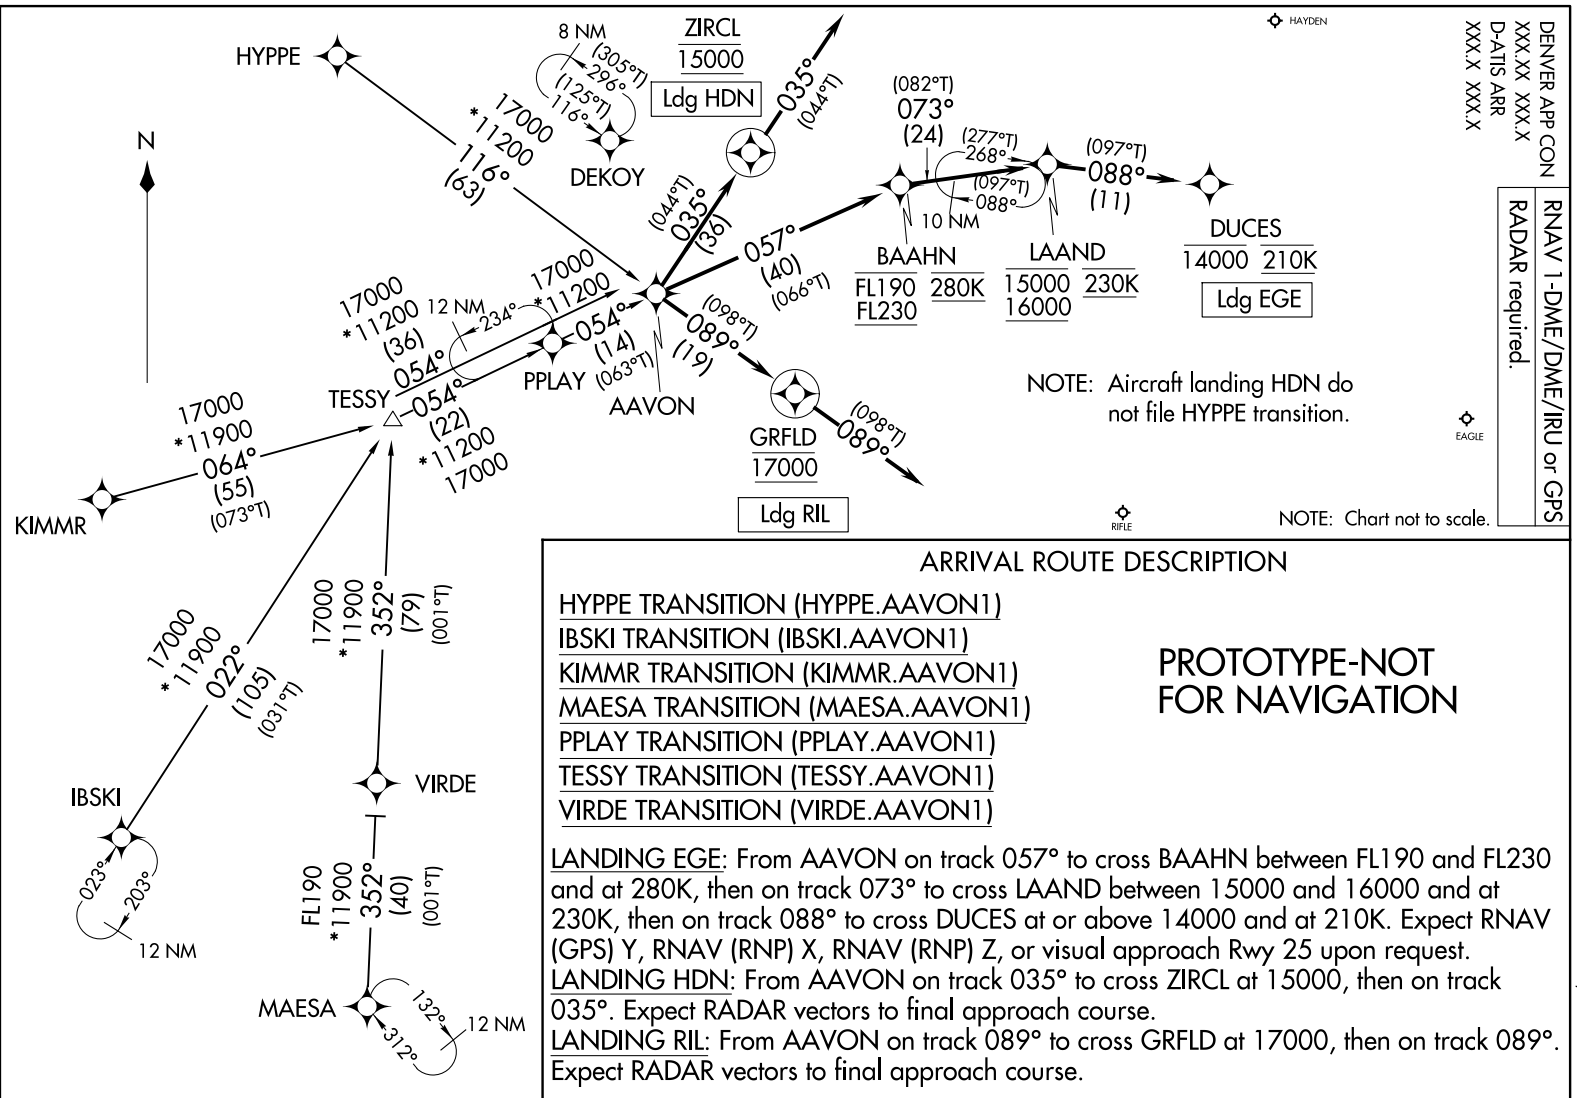 HYPPE
8 NM
(305°T)
296°
(125°T)
116°
DEKOY
ZIRCL
15000
Ldg HDN
035°
(044°T)
HAYDEN
DENVER APP CON
XXX.XX XXX.X
D-ATIS ARR
XXX.X XXX.X
RNAV 1-DME/DME/IRU or GPS
RADAR required.
N
17000
*11200
116°
(63)
(044°T)
035°
(36)
(082°T)
073°
(24)
(277°T)
268°
(097°T)
088°
10 NM
(097°T)
088°
(11)
057°
(40)
(066°T)
BAAHN
FL190 280K
FL230
LAAND
15000 230K
16000
DUCES
14000 210K
Ldg EGE
17000
*11200
17000
*11200
(36)
054°
12 NM
234°
TESSY
054°
(22)
*11200
17000
PPLAY
054°
(14)
(063°T)
AAVON
(098°T)
089°
(19)
GRFLD
17000
Ldg RIL
(098°T)
089°
NOTE: Aircraft landing HDN do
not file HYPPE transition.
EAGLE
RIFLE
NOTE: Chart not to scale.
17000
*11900
064°
(55)
(073°T)
KIMMR
17000
*11900
022°
(105)
(031°T)
17000
*11900
352°
(79)
(001°T)
VIRDE
IBSKI
023°
203°
12 NM
FL190
*11900
352°
(40)
(001°T)
MAESA
132°
312°
12 NM
ARRIVAL ROUTE DESCRIPTION
HYPPE TRANSITION (HYPPE.AAVON1)
IBSKI TRANSITION (IBSKI.AAVON1)
KIMMR TRANSITION (KIMMR.AAVON1)
MAESA TRANSITION (MAESA.AAVON1)
PPLAY TRANSITION (PPLAY.AAVON1)
TESSY TRANSITION (TESSY.AAVON1)
VIRDE TRANSITION (VIRDE.AAVON1)
PROTOTYPE-NOT
FOR NAVIGATION
LANDING EGE: From AAVON on track 057° to cross BAAHN between FL190 and FL230
and at 280K, then on track 073° to cross LAAND between 15000 and 16000 and at
230K, then on track 088° to cross DUCES at or above 14000 and at 210K. Expect RNAV
(GPS) Y, RNAV (RNP) X, RNAV (RNP) Z, or visual approach Rwy 25 upon request.
LANDING HDN: From AAVON on track 035° to cross ZIRCL at 15000, then on track
035°. Expect RADAR vectors to final approach course.
LANDING RIL: From AAVON on track 089° to cross GRFLD at 17000, then on track 089°.
Expect RADAR vectors to final approach course.